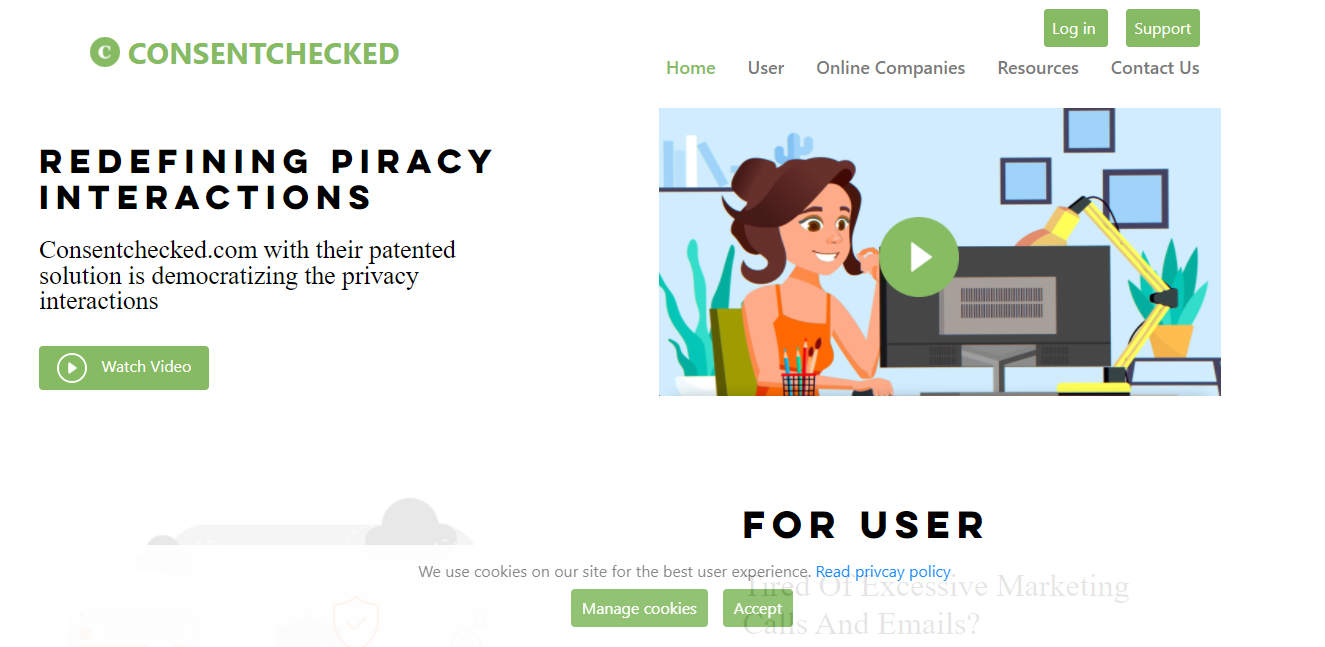 Log in Support
C CONSENTCHECKED
Home User Online Companies Resources Contact Us
REDEFINING PIRACY
INTERACTIONS
Consentchecked.com with their patented
solution is democratizing the privacy
interactions
Watch Video
FOR USER
We use cookies on our site for the best user experience. Read privcay policy
Tired Of Excessive Marketing
Manage cookies Accept
Calls And Emails?